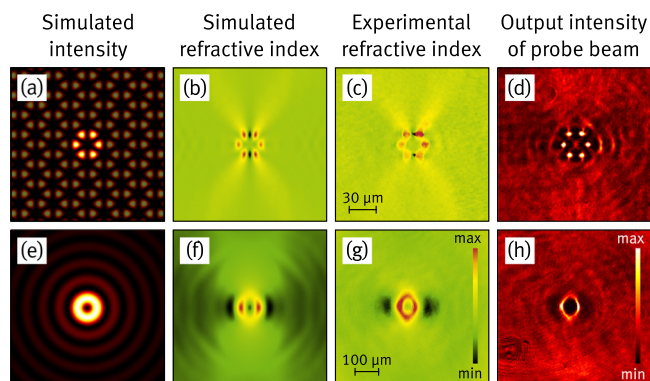 Simulated intensity
Simulated refractive index
Experimental refractive index
Output intensity of probe beam
(a)
(b)
(c)
30 µm
(d)
(e)
(f)
(g)
max
min
100 µm
(h)
max
min